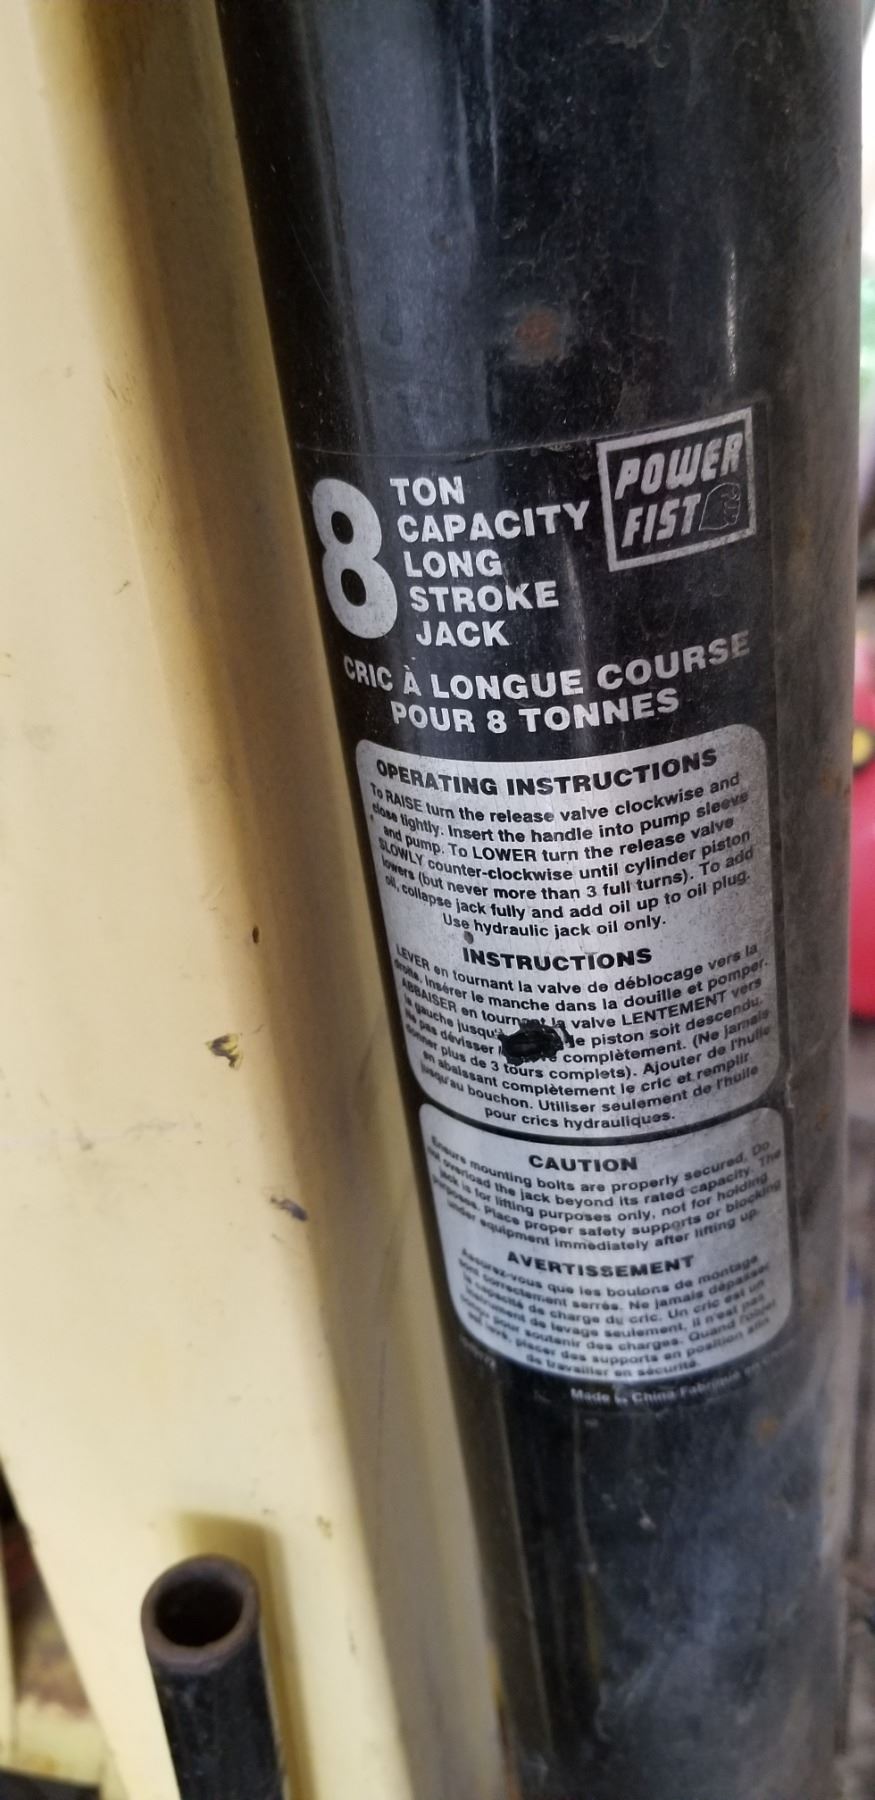 8
TON
CAPACITY
LONG
STROKE
JACK
POWER
FIST
CRIC À LONGUE COURSE
POUR 8 TONNES
OPERATING INSTRUCTIONS
To RAISE turn the release valve clockwise and
close tightly. Insert the handle into pump sleeve
and pump. To LOWER turn the release valve
SLOWLY counter-clockwise until cylinder piston
lowers (but never more than 3 full turns). To add
oil, collapse jack fully and add oil up to oil plug.
Use hydraulic jack oil only.
INSTRUCTIONS
LEVER en tournant la valve de déblocage vers la
droite. Insérer le manche dans la douille et pomper.
ABBAISER en tournant la valve LENTEMENT vers
la gauche jusqu'à le piston soit descendu.
Ne pas dévisser complètement. (Ne jamais
donner plus de 3 tours complets). Ajouter de l'huile
en abaissant complètement le cric et remplir
jusqu'au bouchon. Utiliser seulement de l'huile
pour crics hydrauliques.
CAUTION
Ensure mounting bolts are properly secured. Do
not overload the jack beyond its rated capacity. The
jack is for lifting purposes only, not for holding
purposes. Place proper safety supports or blocking
under equipment immediately after lifting up.
AVERTISSEMENT
Assurez-vous que les boulons de montage
sont correctement serrés. Ne jamais dépasser
la capacité de charge du cric. Un cric est un
instrument de levage seulement, il n'est pas
conçu pour soutenir des charges. Quand
est levé, placer des supports en position afin
de travailler en sécurité.
Made in China Fabriqué en